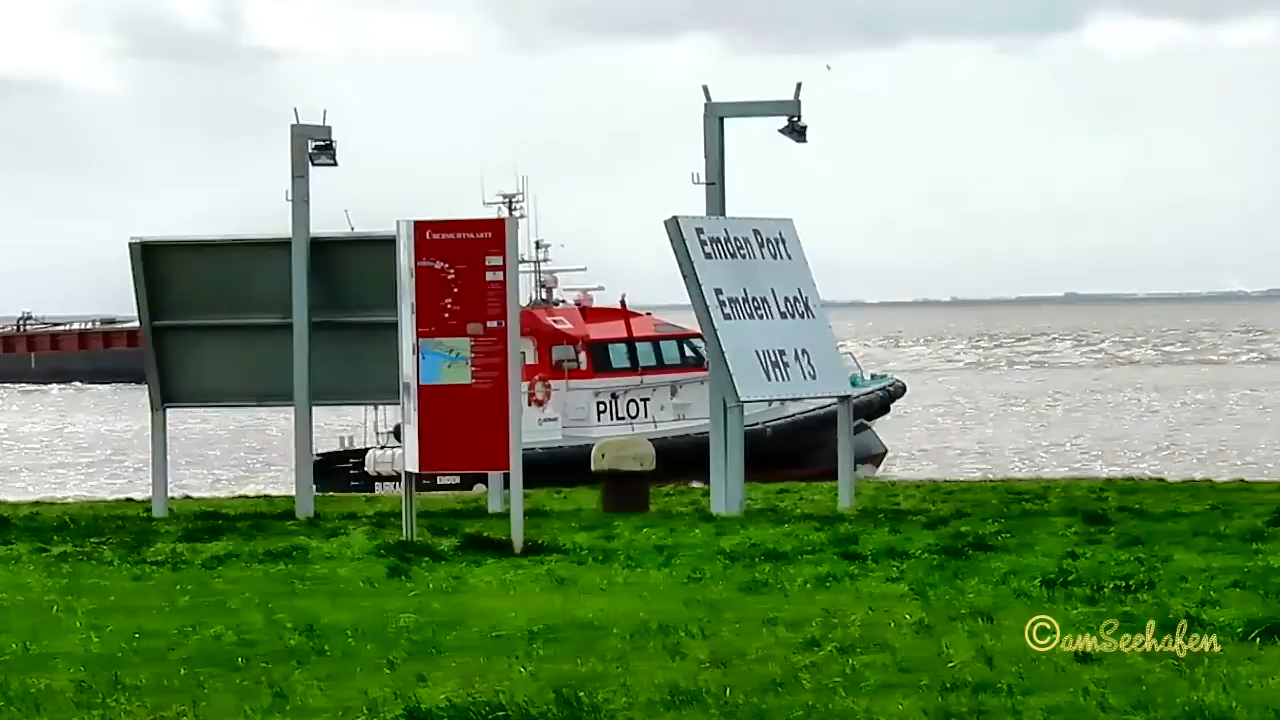 ÜBERSICHTSKARTE
Emden Port
Emden Lock
VHF 13
PILOT
©amSeehafen